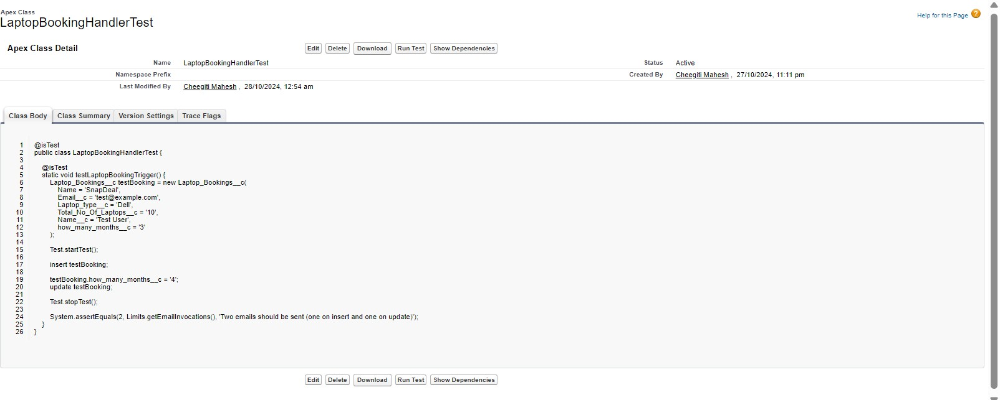 Apex Class
LaptopBookingHandlerTest
Help for this Page ?
Apex Class Detail
Edit Delete Download Run Test Show Dependencies
Name LaptopBookingHandlerTest Status Active
Namespace Prefix Created By Cheegiti Mahesh , 27/10/2024, 11:11 pm
Last Modified By Cheegiti Mahesh , 28/10/2024, 12:54 am
Class Body Class Summary Version Settings Trace Flags
1 @isTest
2 public class LaptopBookingHandlerTest {
3
4 @isTest
5 static void testLaptopBookingTrigger() {
6 Laptop_Bookings__c testBooking = new Laptop_Bookings__c(
7 Name = 'SnapDeal',
8 Email__c = 'test@example.com',
9 Laptop_type__c = 'Dell',
10 Total_No_Of_Laptops__c = '10',
11 Name__c = 'Test User',
12 how_many_months__c = '3'
13 );
14
15 Test.startTest();
16
17 insert testBooking;
18
19 testBooking.how_many_months__c = '4';
20 update testBooking;
21
22 Test.stopTest();
23
24 System.assertEquals(2, Limits.getEmailInvocations(), 'Two emails should be sent (one on insert and one on update)');
25 }
26 }
Edit Delete Download Run Test Show Dependencies